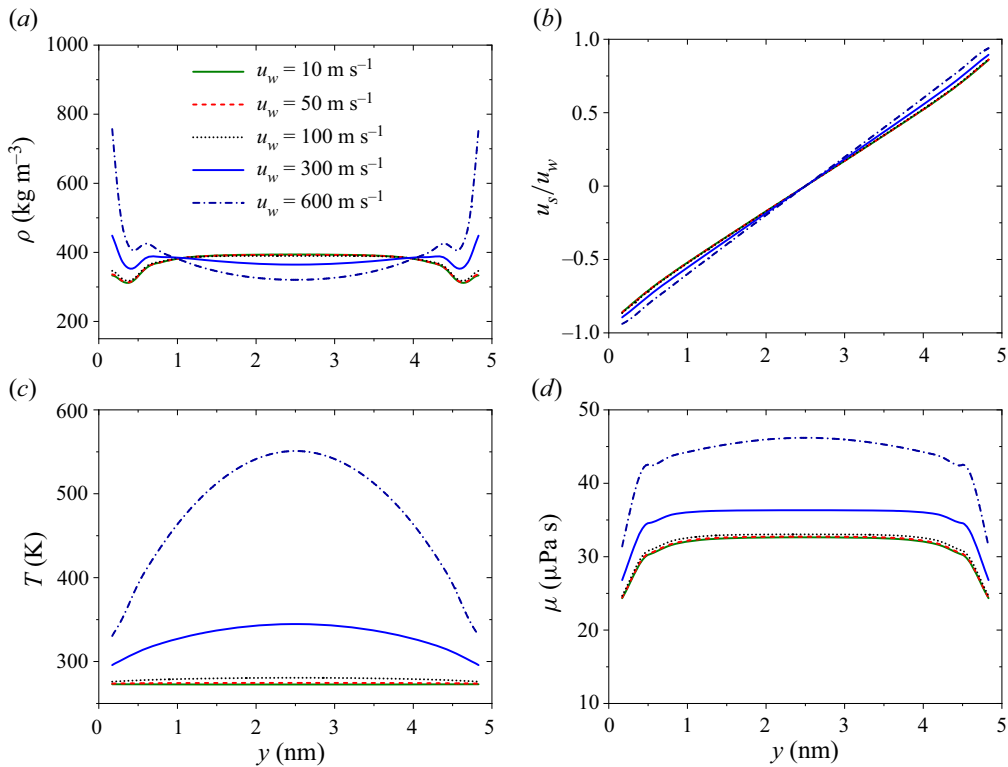 (a)
1000
800
600
400
200
ρ (kg m⁻³)
u_w = 10 m s⁻¹
u_w = 50 m s⁻¹
u_w = 100 m s⁻¹
u_w = 300 m s⁻¹
u_w = 600 m s⁻¹
0 1 2 3 4 5
(b)
1.0
0.5
0
–0.5
–1.0
u_s/u_w
0 1 2 3 4 5
(c)
600
500
400
300
T (K)
0 1 2 3 4 5
y (nm)
(d)
50
40
30
20
10
μ (μPa s)
0 1 2 3 4 5
y (nm)